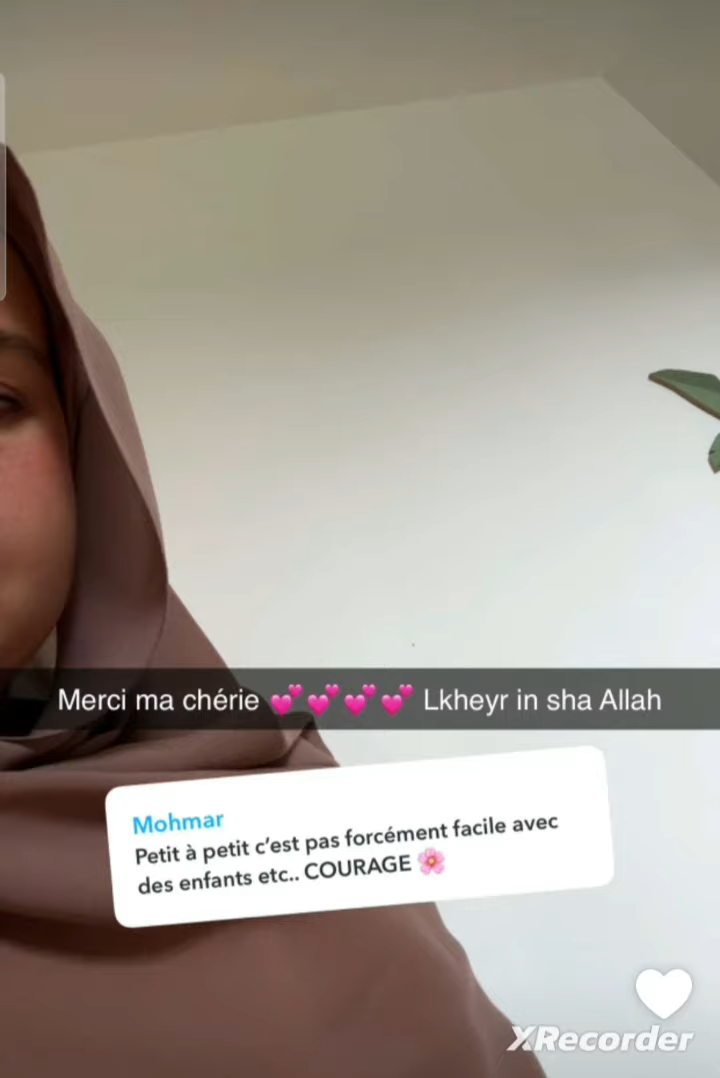 Merci ma chérie 💕💕💕💕 Lkheyr in sha Allah
Mohmar
Petit à petit c'est pas forcément facile avec
des enfants etc.. COURAGE 🌸
XRecorder